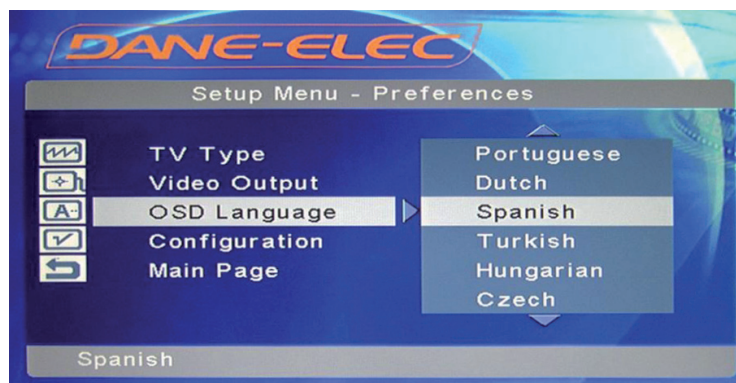 DANE-ELEC
Setup Menu - Preferences
TV Type
Video Output
OSD Language
Configuration
Main Page
Portuguese
Dutch
Spanish
Turkish
Hungarian
Czech
Spanish